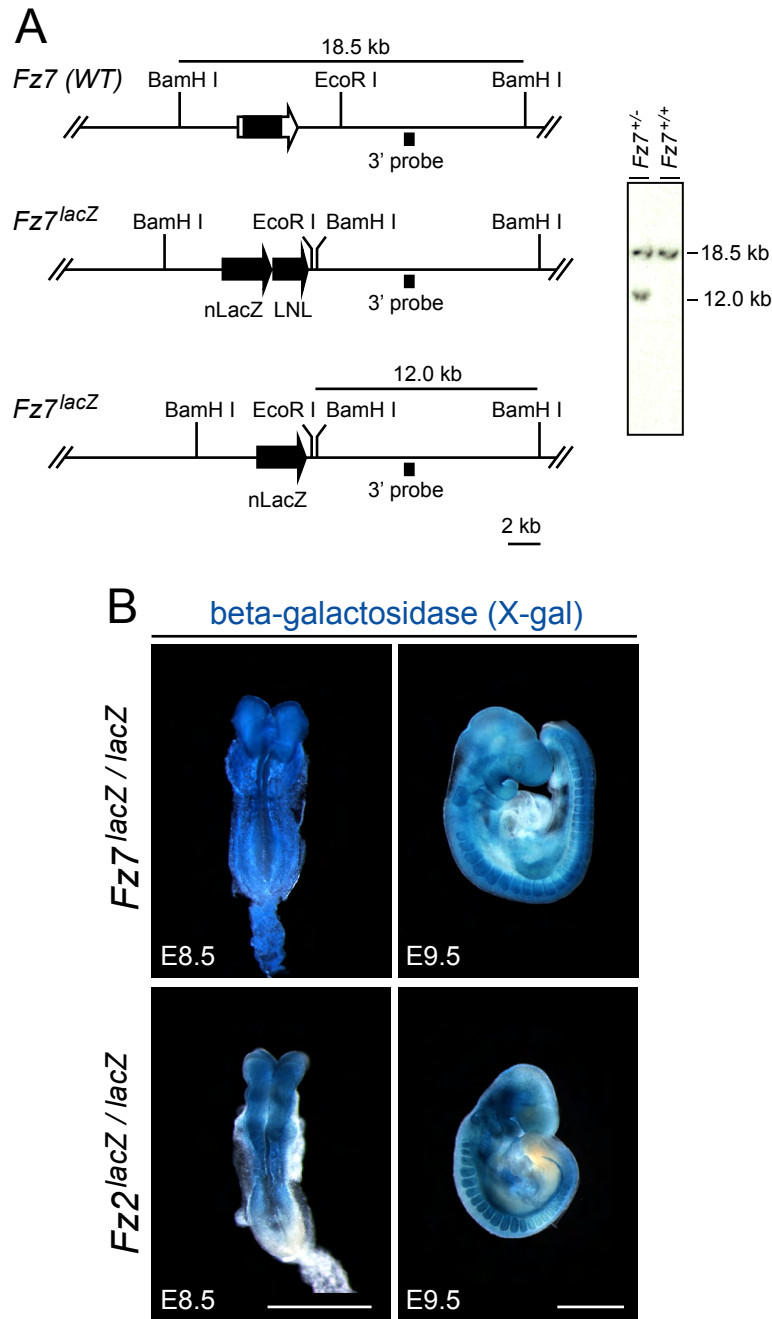 A
18.5 kb
Fz7 (WT)
BamH I EcoR I BamH I
3’ probe
Fz7lacZ
BamH I EcoR I BamH I BamH I
nLacZ LNL
3’ probe
12.0 kb
Fz7lacZ
BamH I EcoR I BamH I BamH I
nLacZ
3’ probe
2 kb
Fz7+/- Fz7+/+
18.5 kb
12.0 kb
B
beta-galactosidase (X-gal)
Fz7lacZ / lacZ
E8.5 E9.5
Fz2lacZ / lacZ
E8.5 E9.5